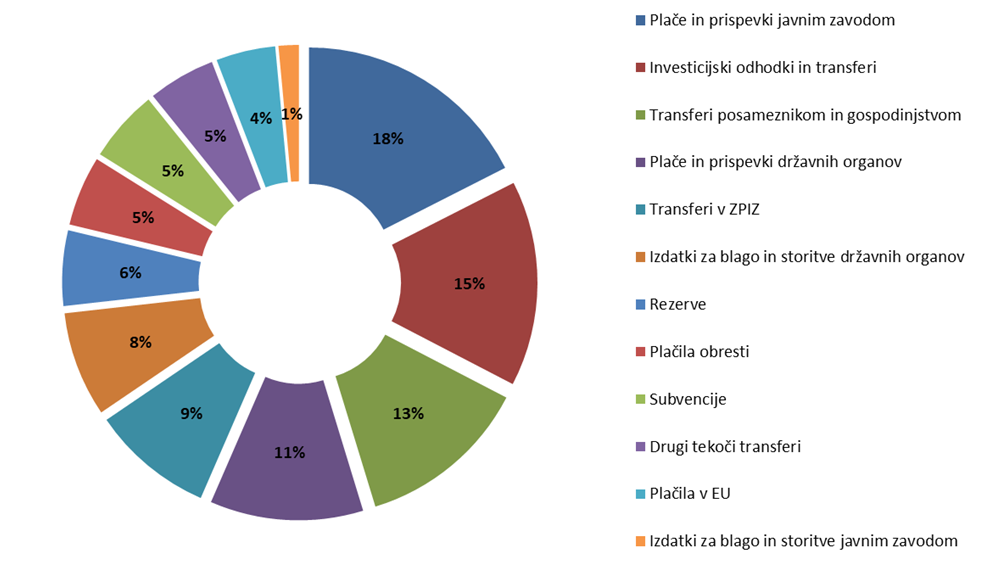 18%
15%
13%
11%
9%
8%
6%
5%
5%
5%
4%
1%
Plače in prispevki javnim zavodom
Investicijski odhodki in transferi
Transferi posameznikom in gospodinjstvom
Plače in prispevki državnih organov
Transferi v ZPIZ
Izdatki za blago in storitve državnih organov
Rezerve
Plačila obresti
Subvencije
Drugi tekoči transferi
Plačila v EU
Izdatki za blago in storitve javnim zavodom